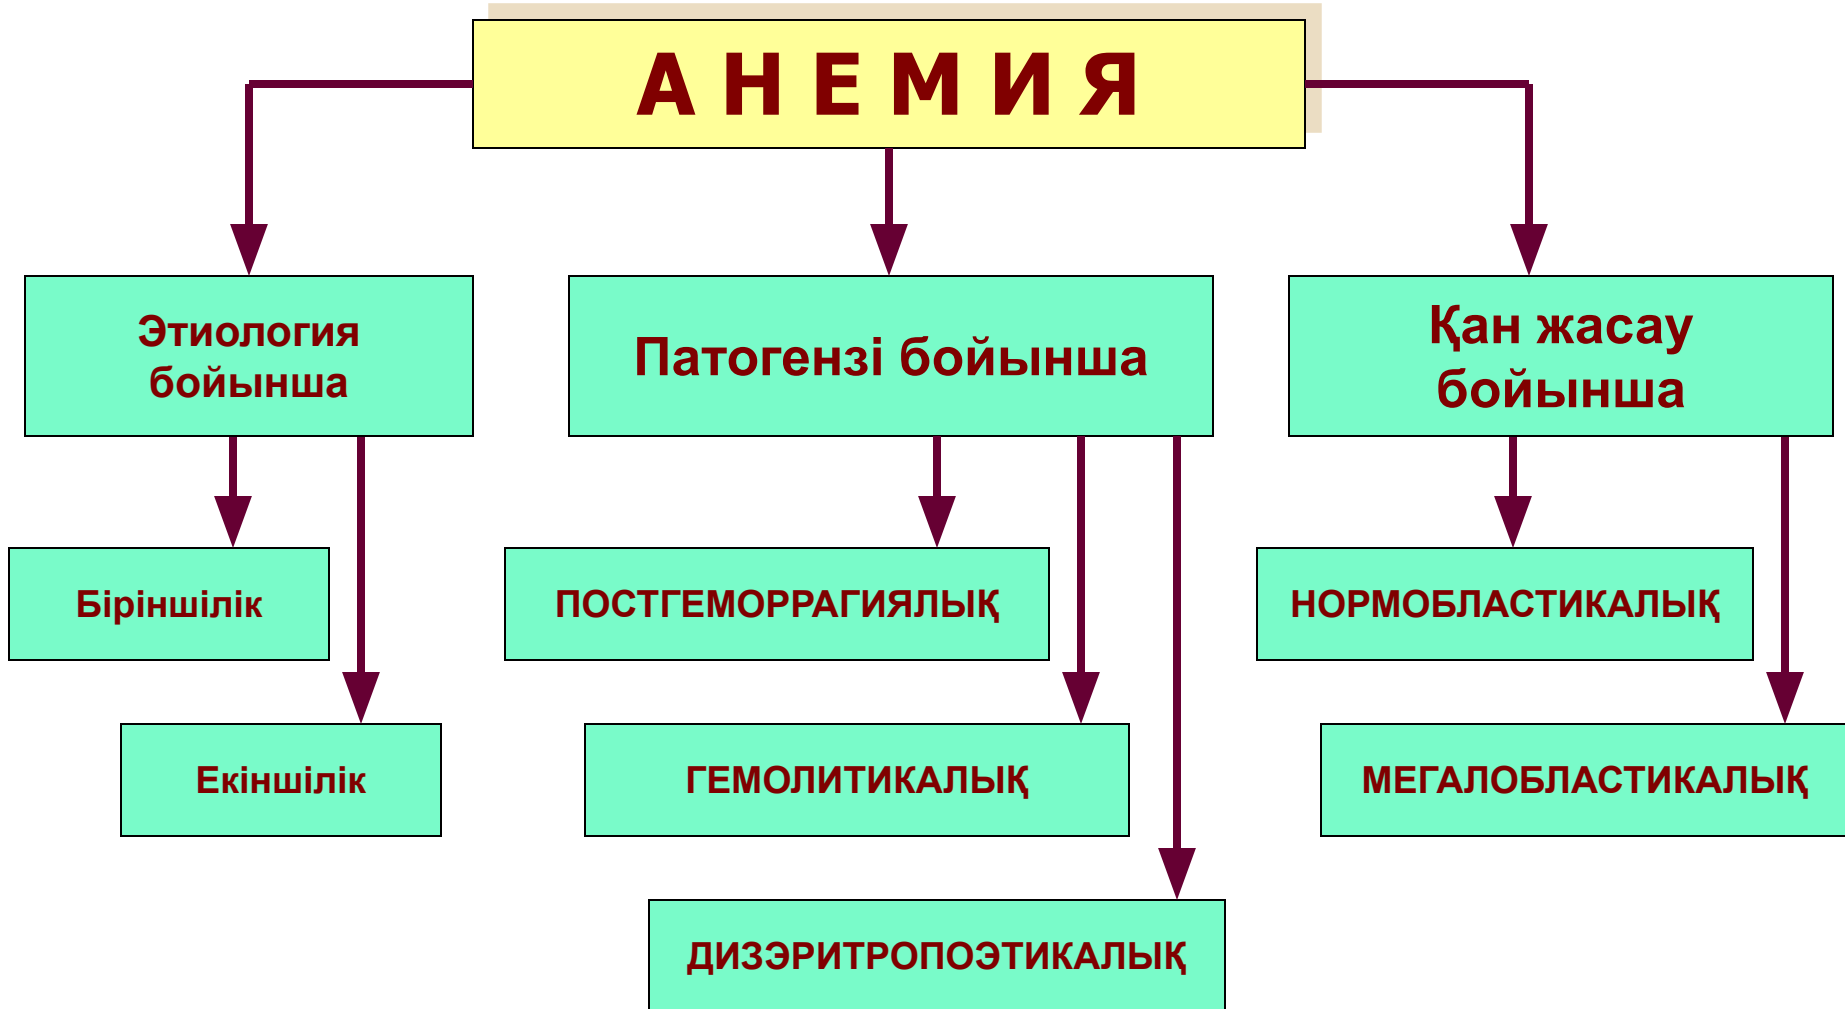 А Н Е М И Я
Этиология
бойынша
Патогензі бойынша
Қан жасау
бойынша
Біріншілік
ПОСТГЕМОРРАГИЯЛЫҚ
НОРМОБЛАСТИКАЛЫҚ
Екіншілік
ГЕМОЛИТИКАЛЫҚ
МЕГАЛОБЛАСТИКАЛЫҚ
ДИЗЭРИТРОПОЭТИКАЛЫҚ